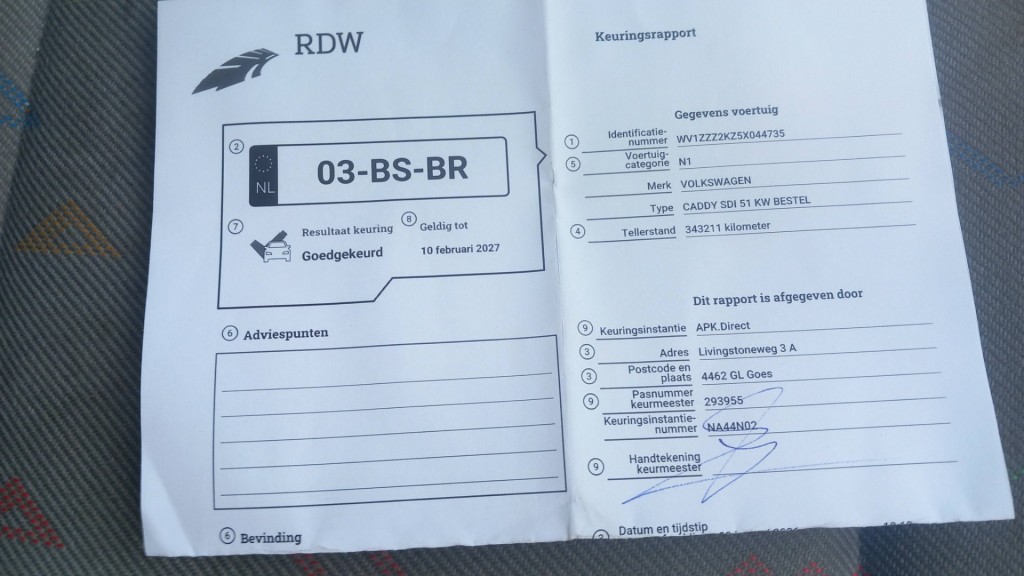 RDW
2
NL
03-BS-BR
7
Resultaat keuring
Goedgekeurd
8
Geldig tot
10 februari 2027
6 Adviespunten
6 Bevinding
Keuringsrapport
Gegevens voertuig
1 Identificatie-
nummer WV1ZZZ2KZ5X044735
5 Voertuig-
categorie N1
Merk VOLKSWAGEN
Type CADDY SDI 51 KW BESTEL
4 Tellerstand 343211 kilometer
Dit rapport is afgegeven door
9 Keuringsinstantie APK.Direct
3 Adres Livingstoneweg 3 A
3 Postcode en
plaats 4462 GL Goes
9 Pasnummer
keurmeester 293955
Keuringsinstantie-
nummer NA44N02
9 Handtekening
keurmeester
Datum en tijdstip